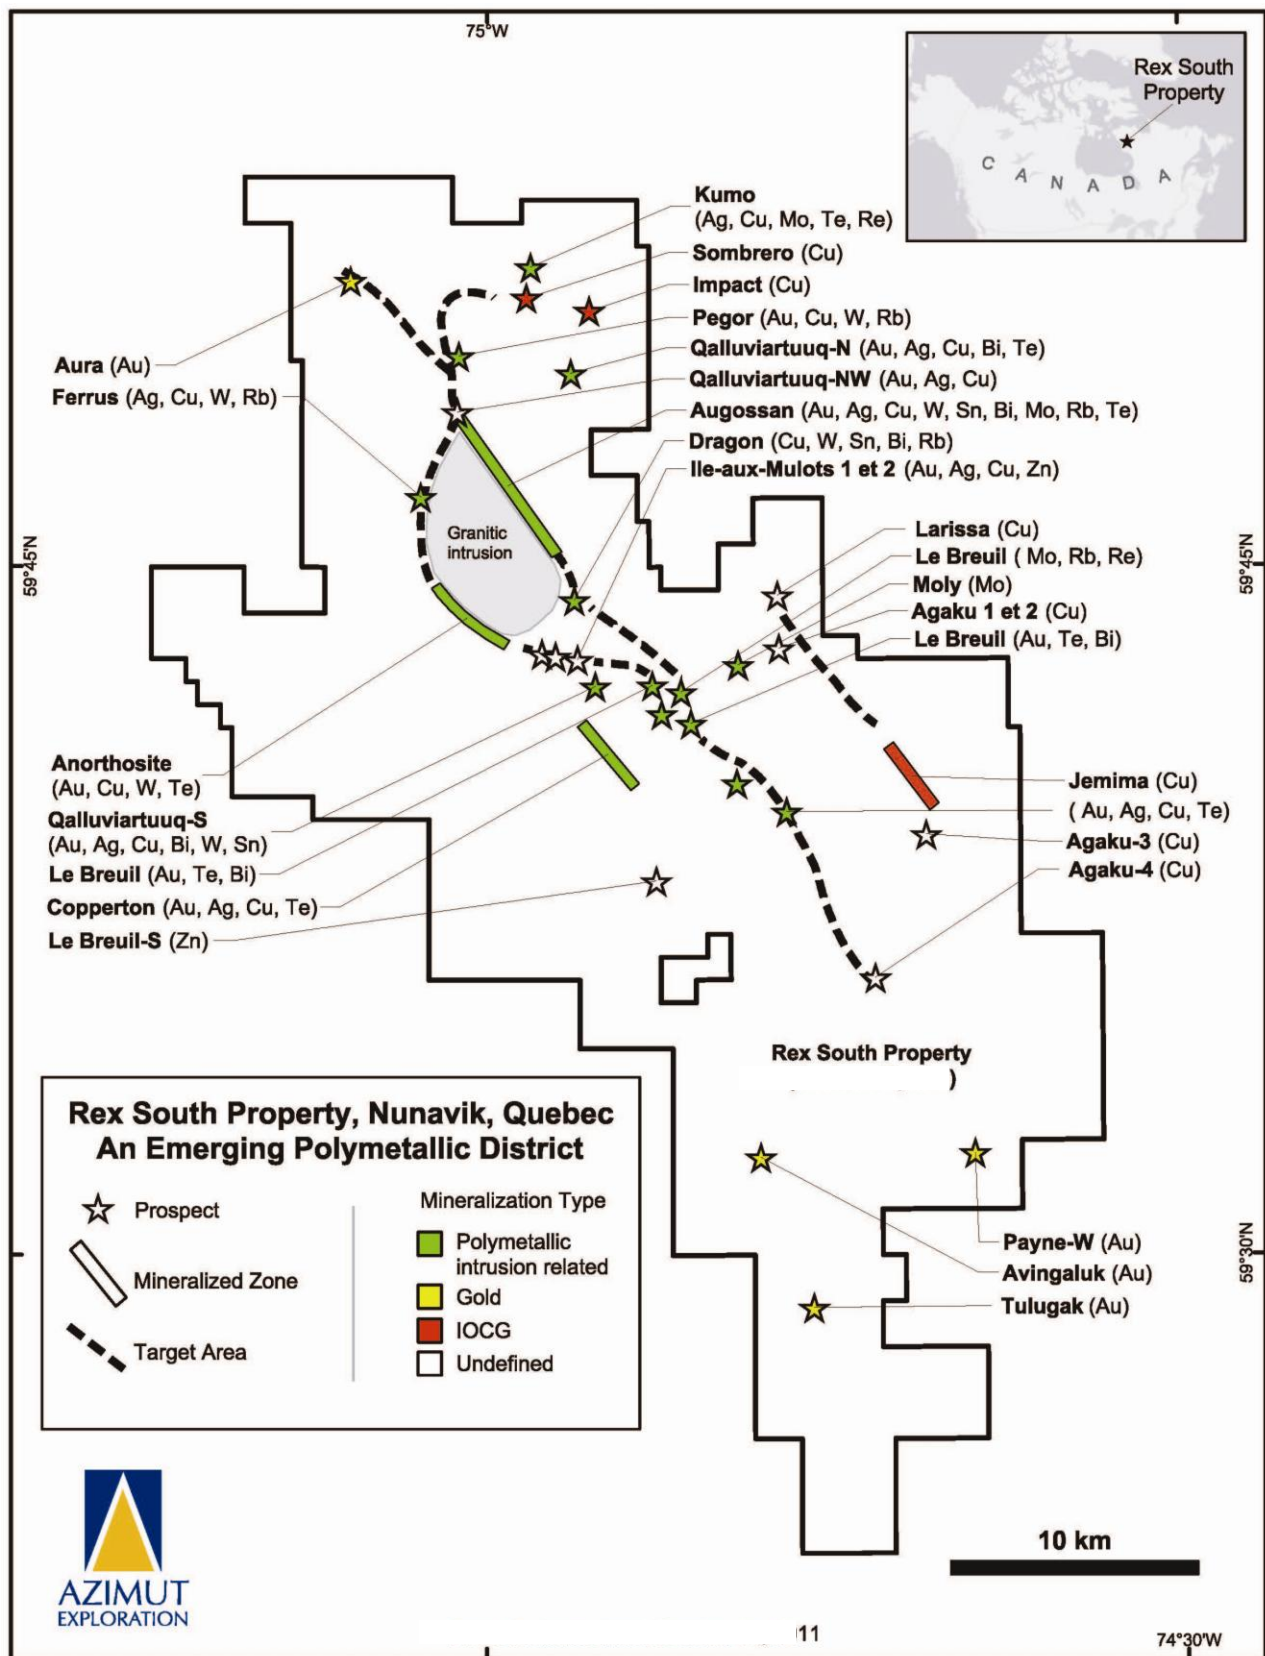 75°W
Rex South
Property
CANADA
Kumo
(Ag, Cu, Mo, Te, Re)
Sombrero (Cu)
Impact (Cu)
Pegor (Au, Cu, W, Rb)
Qalluviartuuq-N (Au, Ag, Cu, Bi, Te)
Qalluviartuuq-NW (Au, Ag, Cu)
Augossan (Au, Ag, Cu, W, Sn, Bi, Mo, Rb, Te)
Dragon (Cu, W, Sn, Bi, Rb)
Ile-aux-Mulots 1 et 2 (Au, Ag, Cu, Zn)
Aura (Au)
Ferrus (Ag, Cu, W, Rb)
Granitic
intrusion
59°45'N
59°45'N
Larissa (Cu)
Le Breuil ( Mo, Rb, Re)
Moly (Mo)
Agaku 1 et 2 (Cu)
Le Breuil (Au, Te, Bi)
Anorthosite
(Au, Cu, W, Te)
Qalluviartuuq-S
(Au, Ag, Cu, Bi, W, Sn)
Le Breuil (Au, Te, Bi)
Copperton (Au, Ag, Cu, Te)
Le Breuil-S (Zn)
Jemima (Cu)
( Au, Ag, Cu, Te)
Agaku-3 (Cu)
Agaku-4 (Cu)
Rex South Property
)
Rex South Property, Nunavik, Quebec
An Emerging Polymetallic District
Prospect
Mineralized Zone
Target Area
Mineralization Type
Polymetallic
intrusion related
Gold
IOCG
Undefined
Payne-W (Au)
Avingaluk (Au)
Tulugak (Au)
59°30'N
10 km
AZIMUT
EXPLORATION
011
74°30'W